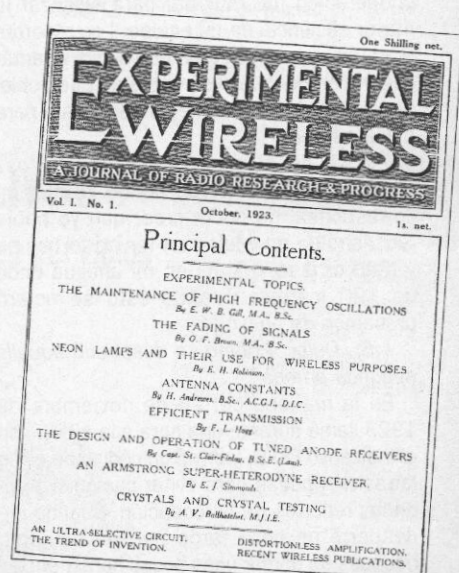 One Shilling net.
EXPERIMENTAL
WIRELESS
A JOURNAL OF RADIO RESEARCH & PROGRESS
Vol. I. No. 1. October, 1923. 1s. net.
Principal Contents.
EXPERIMENTAL TOPICS.
THE MAINTENANCE OF HIGH FREQUENCY OSCILLATIONS
By E. W. B. Gill, M.A., B.Sc.
THE FADING OF SIGNALS
By O. F. Brown, M.A., B.Sc.
NEON LAMPS AND THEIR USE FOR WIRELESS PURPOSES
By E. H. Robinson.
ANTENNA CONSTANTS
By H. Andrewes, B.Sc., A.C.G.I., D.I.C.
EFFICIENT TRANSMISSION
By F. L. Hogg.
THE DESIGN AND OPERATION OF TUNED ANODE RECEIVERS
By Capt. St. Clair-Finlay, B.Sc.E. (Laus).
AN ARMSTRONG SUPER-HETERODYNE RECEIVER.
By E. J. Simmonds.
CRYSTALS AND CRYSTAL TESTING
By A. V. Ballhatchet, M.J.I.E.
AN ULTRA-SELECTIVE CIRCUIT. DISTORTIONLESS AMPLIFICATION.
THE TREND OF INVENTION. RECENT WIRELESS PUBLICATIONS.